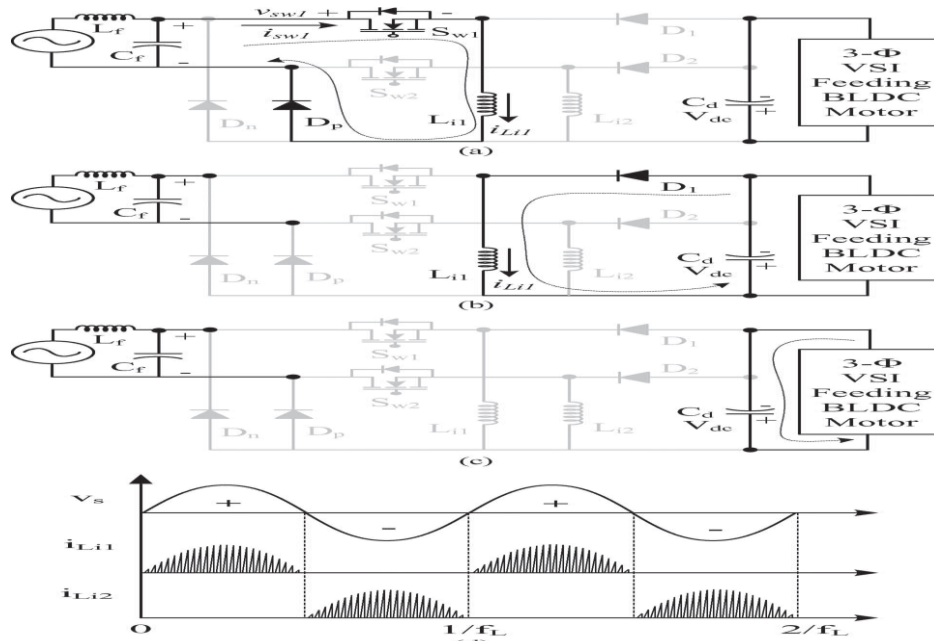 L_f
C_f
+
-
v_sw1
+
-
i_sw1
S_w1
S_w2
D_n
D_p
L_i1
i_Li1
L_i2
D_1
D_2
C_d
V_dc
-
+
3-Φ
VSI
Feeding
BLDC
Motor
(a)
L_f
C_f
+
-
S_w1
S_w2
D_n
D_p
L_i1
i_Li1
L_i2
D_1
D_2
C_d
V_dc
-
+
3-Φ
VSI
Feeding
BLDC
Motor
(b)
L_f
C_f
+
-
S_w1
S_w2
D_n
D_p
L_i1
L_i2
D_1
D_2
C_d
V_dc
-
+
3-Φ
VSI
Feeding
BLDC
Motor
(c)
v_s
+
-
+
-
i_Li1
i_Li2
0
1/f_L
2/f_L